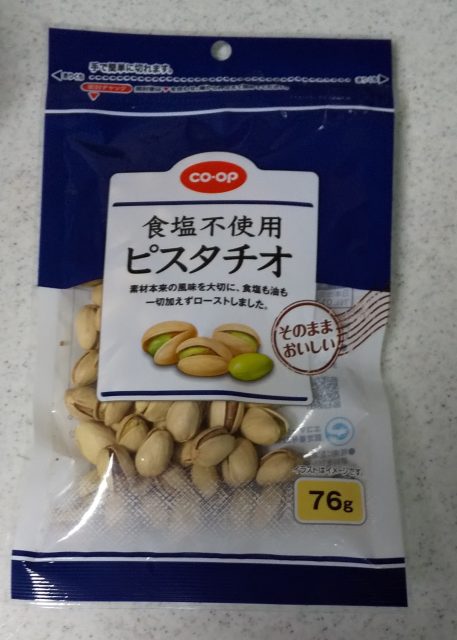 手で簡単に切れます。
co·op
食塩不使用
ピスタチオ
素材本来の風味を大切に、食塩も油も
一切加えずローストしました。
そのまま
おいしい
イラストはイメージです
76g